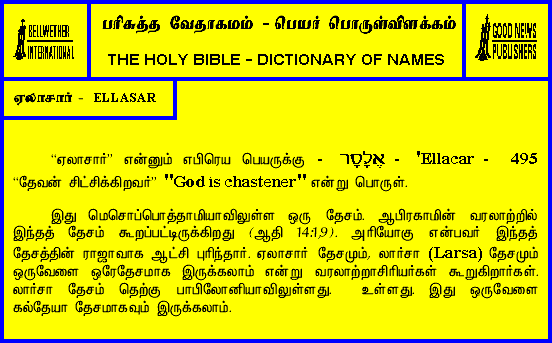 BELLWETHER
INTERNATIONAL
பரிசுத்த வேதாகமம் - பெயர் பொருள்விளக்கம்
THE HOLY BIBLE - DICTIONARY OF NAMES
GOOD NEWS
PUBLISHERS
ஏலாசார் - ELLASAR
“ஏலாசார்” என்னும் எபிரெய பெயருக்கு - אֶלָּסָר - 'Ellacar - 495
“தேவன் சிட்சிக்கிறவர்” "God is chastener" என்று பொருள்.
இது மெசொப்பொத்தாமியாவிலுள்ள ஒரு தேசம். ஆபிரகாமின் வரலாற்றில்
இந்தத் தேசம் கூறப்பட்டிருக்கிறது (ஆதி 14:1,9). அரியோகு என்பவர் இந்தத்
தேசத்தின் ராஜாவாக ஆட்சி புரிந்தார். ஏலாசார் தேசமும், லார்சா (Larsa) தேசமும்
ஒருவேளை ஒரேதேசமாக இருக்கலாம் என்று வரலாற்றாசிரியர்கள் கூறுகிறார்கள்.
லார்சா தேசம் தெற்கு பாபிலோனியாவிலுள்ளது. உள்ளது. இது ஒருவேளை
கல்தேயா தேசமாகவும் இருக்கலாம்.